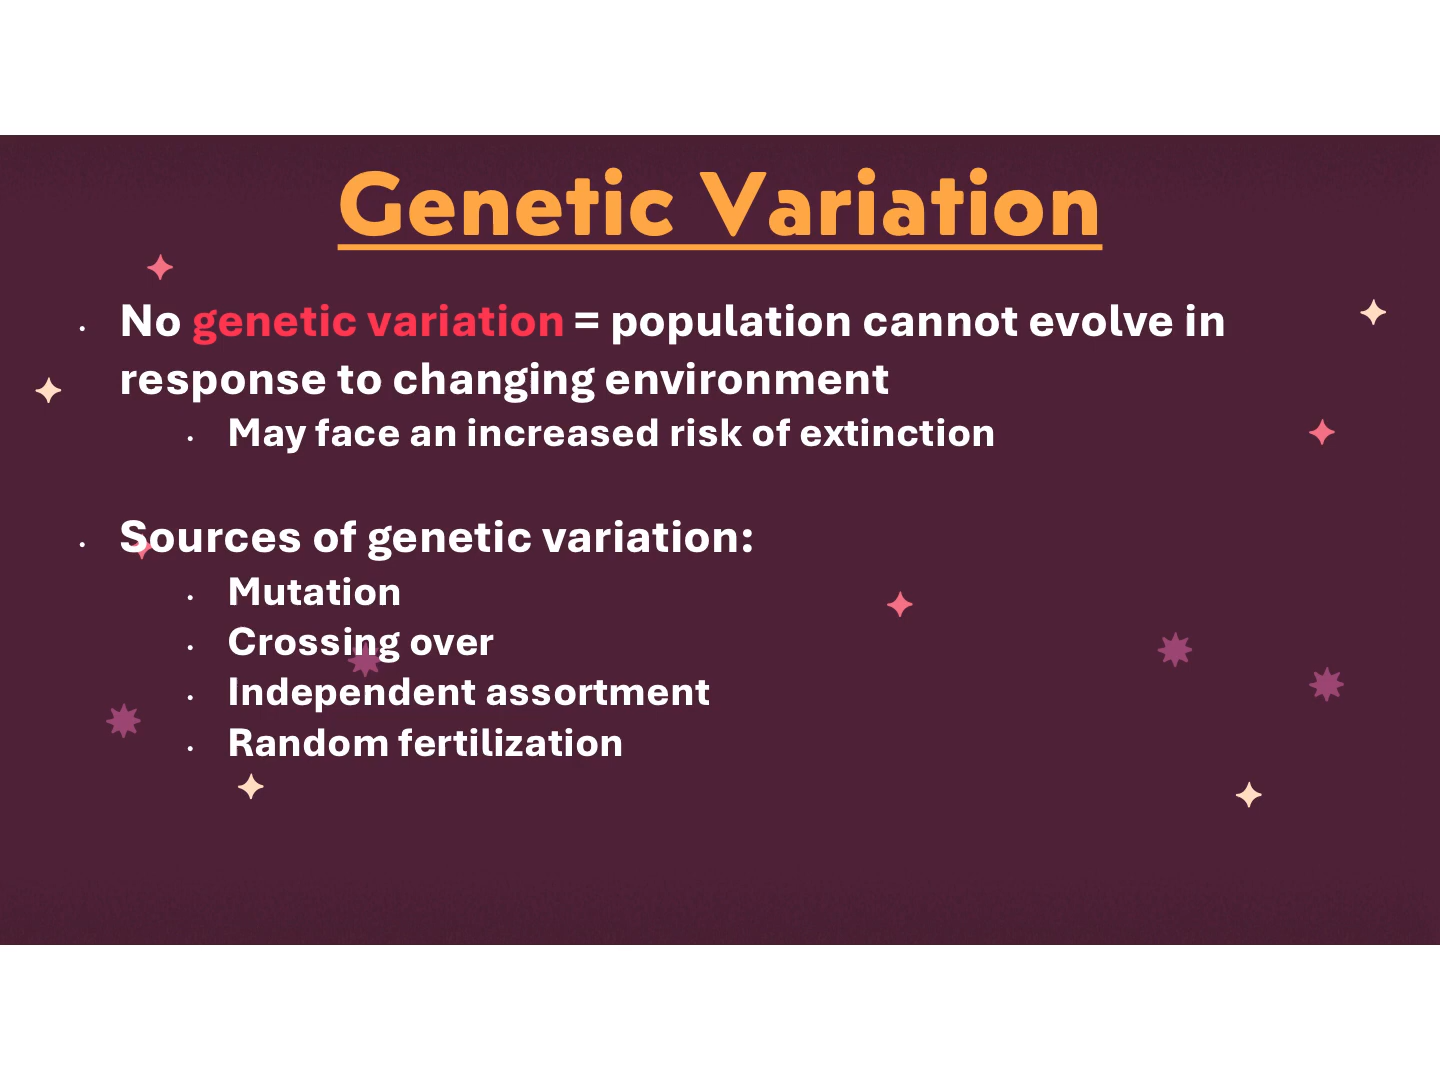 Genetic Variation
• No genetic variation = population cannot evolve in
response to changing environment
• May face an increased risk of extinction
• Sources of genetic variation:
• Mutation
• Crossing over
• Independent assortment
• Random fertilization